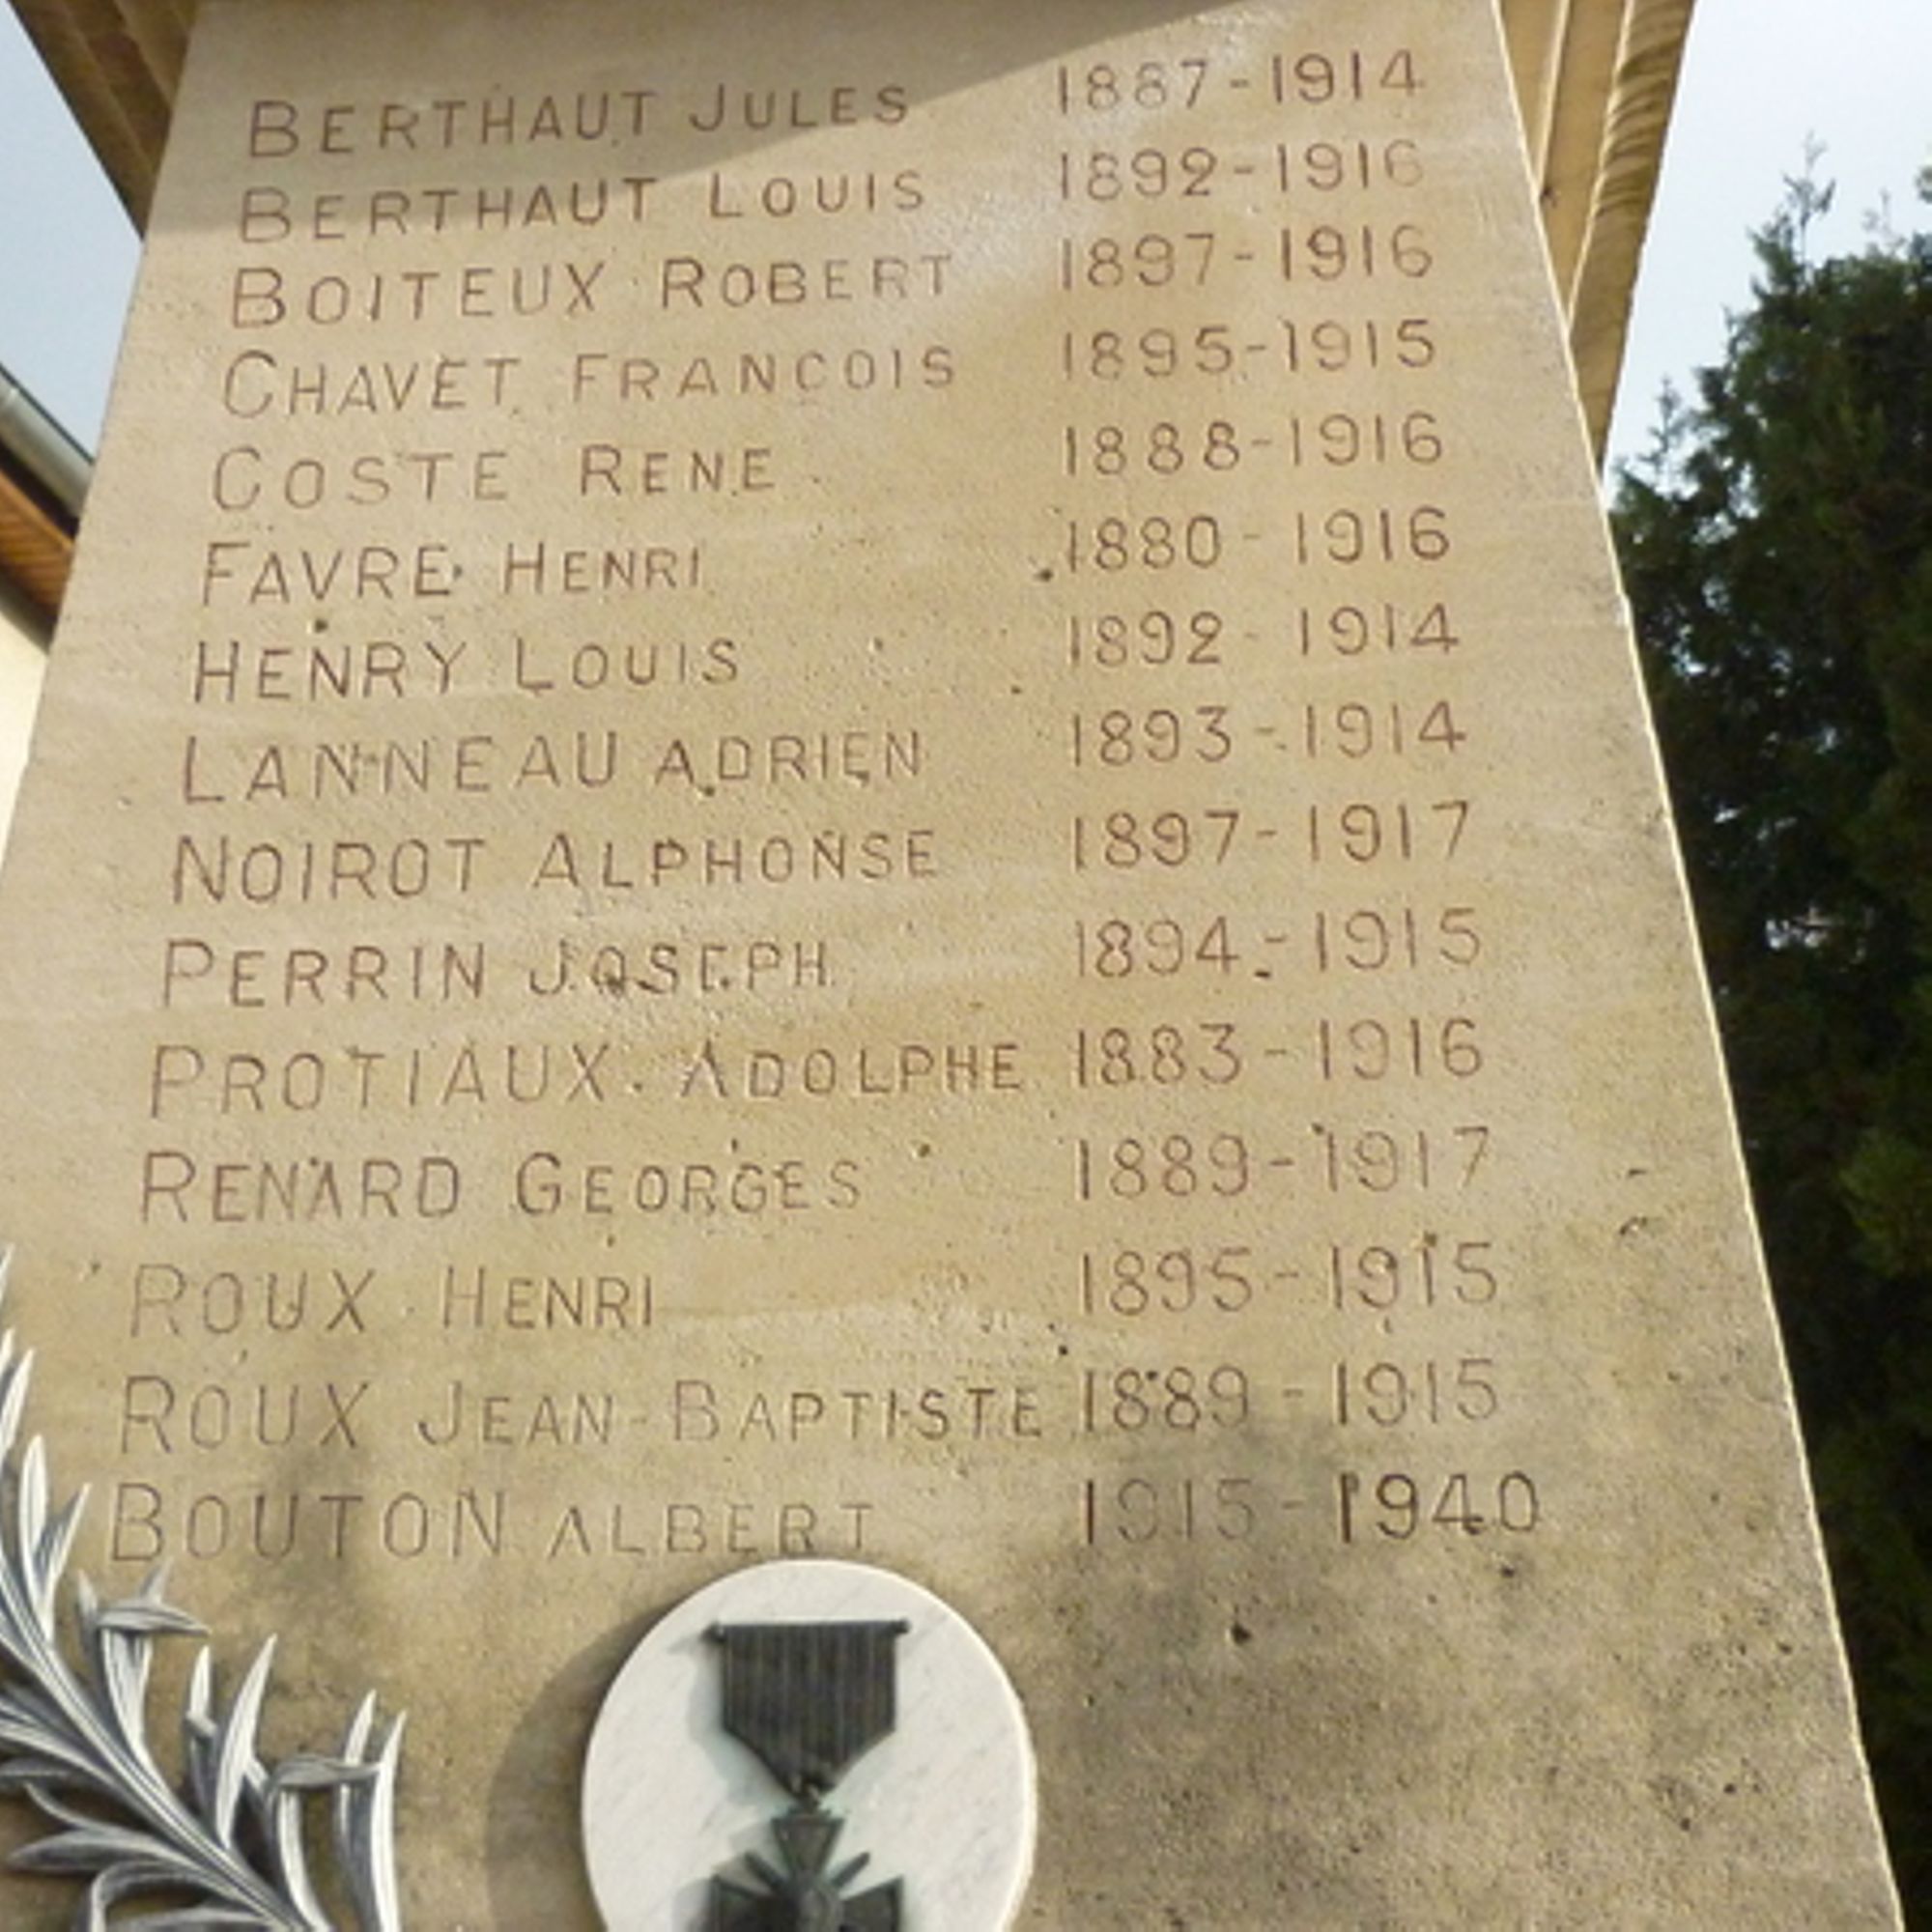 BERTHAUT JULES 1887-1914
BERTHAUT LOUIS 1892-1916
BOITEUX ROBERT 1897-1916
CHAVET FRANCOIS 1895-1915
COSTE RENE 1888-1916
FAVRE HENRI 1880-1916
HENRY LOUIS 1892-1914
LANNEAU ADRIEN 1893-1914
NOIROT ALPHONSE 1897-1917
PERRIN JOSEPH 1894-1915
PROTIAUX ADOLPHE 1883-1916
RENARD GEORGES 1889-1917
ROUX HENRI 1895-1915
ROUX JEAN-BAPTISTE 1889-1915
BOUTON ALBERT 1915-1940